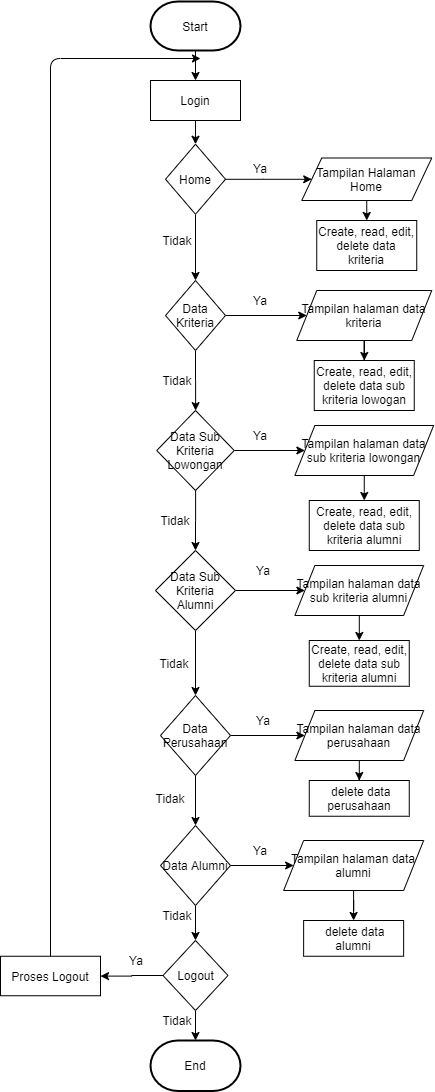 Start
Login
Home
Ya
Tampilan Halaman
Home
Create, read, edit,
delete data
kriteria
Tidak
Data
Kriteria
Ya
Tampilan halaman data
kriteria
Create, read, edit,
delete data sub
kriteria lowogan
Tidak
Data Sub
Kriteria
Lowongan
Ya
Tampilan halaman data
sub kriteria lowongan
Create, read, edit,
delete data sub
kriteria alumni
Tidak
Data Sub
Kriteria
Alumni
Ya
Tampilan halaman data
sub kriteria alumni
Create, read, edit,
delete data sub
kriteria alumni
Tidak
Data
Perusahaan
Ya
Tampilan halaman data
perusahaan
delete data
perusahaan
Tidak
Data Alumni
Ya
Tampilan halaman data
alumni
delete data
alumni
Tidak
Logout
Ya
Proses Logout
Tidak
End